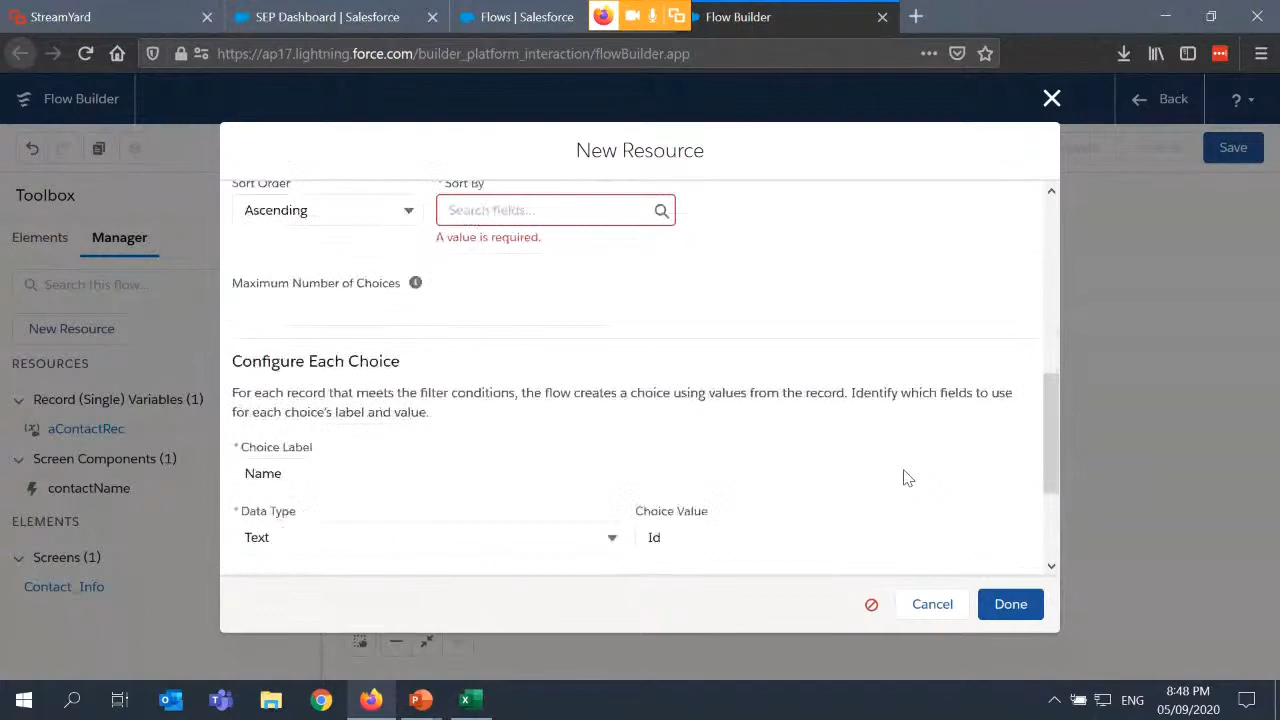 StreamYard
SEP Dashboard | Salesforce
Flows | Salesforce
Flow Builder
https://ap17.lightning.force.com/builder_platform_interaction/flowBuilder.app
Flow Builder
Back
?
Save
New Resource
Toolbox
Elements
Manager
Search this flow...
New Resource
RESOURCES
Record (Single) Variables (1)
aContactRec
Screen Components (1)
contactName
ELEMENTS
Screens (1)
Contact_Info
Sort Order
* Sort By
Ascending
Search fields...
A value is required.
Maximum Number of Choices
Configure Each Choice
For each record that meets the filter conditions, the flow creates a choice using values from the record. Identify which fields to use
for each choice's label and value.
* Choice Label
Name
* Data Type
Choice Value
Text
Id
Cancel
Done
ENG
8:48 PM
05/09/2020